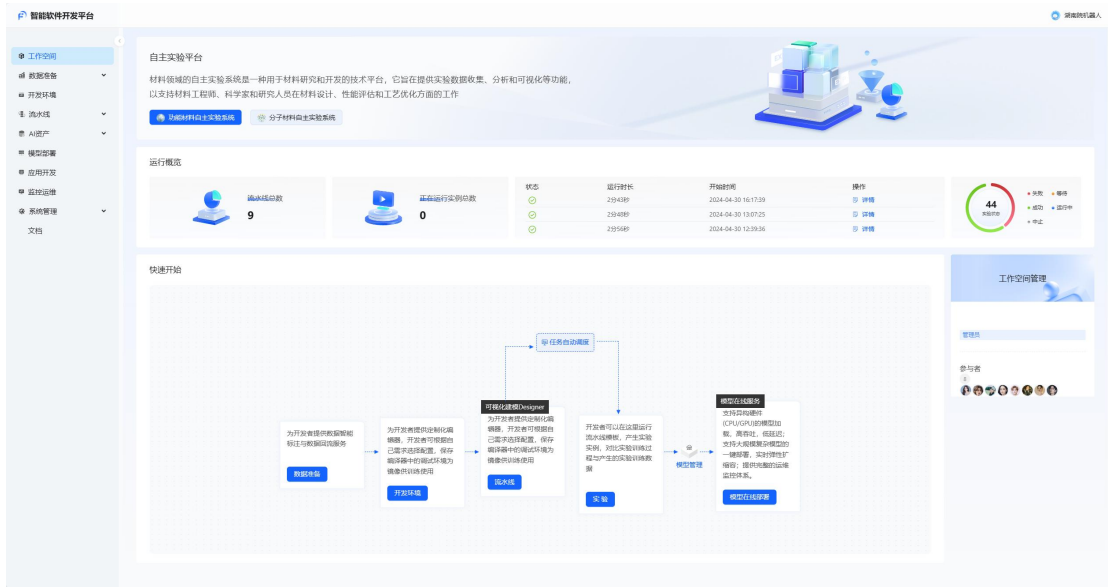 智能软件开发平台
湖南院机器人
工作空间
数据准备
开发环境
流水线
AI资产
模型部署
应用开发
监控运维
系统管理
文档
自主实验平台
材料领域的自主实验系统是一种用于材料研究和开发的技术平台，它旨在提供实验数据收集、分析和可视化等功能，
以支持材料工程师、科学家和研究人员在材料设计、性能评估和工艺优化方面的工作
功能材料自主实验系统
分子材料自主实验系统
运行概览
流水线总数
9
正在运行实例总数
0
状态 运行时长 开始时间 操作
2分43秒 2024-04-30 16:17:39 详情
2分48秒 2024-04-30 13:07:25 详情
2分56秒 2024-04-30 12:39:36 详情
44
实验状态
失败 等待
成功 运行中
中止
快速开始
任务自动调度
为开发者提供数据智能
标注与数据回流服务
数据准备
为开发者提供定制化编
辑器，开发者可根据自
己需求选择配置，保存
编译器中的调试环境为
镜像供训练使用
开发环境
可视化建模Designer
为开发者提供定制化编
辑器，开发者可根据自
己需求选择配置，保存
编译器中的调试环境为
镜像供训练使用
流水线
开发者可以在这里运行
流水线模板，产生实验
实例，对比实验训练过
程与产生的实验训练数
据
实 验
模型管理
模型在线服务
支持异构硬件
(CPU/GPU)的模型加
载，高吞吐，低延迟；
支持大规模复杂模型的
一键部署，实时弹性扩
缩容；提供完整的运维
监控体系。
模型在线部署
工作空间管理
管理员
参与者